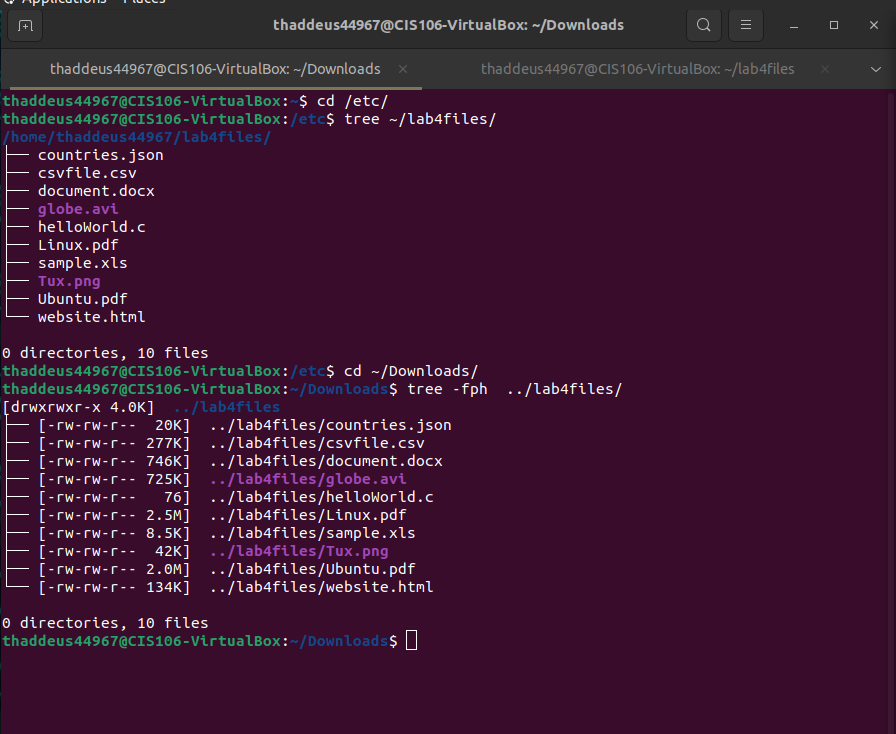 Applications Places
thaddeus44967@CIS106-VirtualBox: ~/Downloads
thaddeus44967@CIS106-VirtualBox: ~/Downloads × thaddeus44967@CIS106-VirtualBox: ~/lab4files ×
thaddeus44967@CIS106-VirtualBox:~$ cd /etc/
thaddeus44967@CIS106-VirtualBox:/etc$ tree ~/lab4files/
/home/thaddeus44967/lab4files/
├── countries.json
├── csvfile.csv
├── document.docx
├── globe.avi
├── helloWorld.c
├── Linux.pdf
├── sample.xls
├── Tux.png
├── Ubuntu.pdf
└── website.html
0 directories, 10 files
thaddeus44967@CIS106-VirtualBox:/etc$ cd ~/Downloads/
thaddeus44967@CIS106-VirtualBox:~/Downloads$ tree -fph  ../lab4files/
[drwxrwxr-x 4.0K]  ../lab4files
├── [-rw-rw-r--  20K]  ../lab4files/countries.json
├── [-rw-rw-r-- 277K]  ../lab4files/csvfile.csv
├── [-rw-rw-r-- 746K]  ../lab4files/document.docx
├── [-rw-rw-r-- 725K]  ../lab4files/globe.avi
├── [-rw-rw-r--   76]  ../lab4files/helloWorld.c
├── [-rw-rw-r-- 2.5M]  ../lab4files/Linux.pdf
├── [-rw-rw-r-- 8.5K]  ../lab4files/sample.xls
├── [-rw-rw-r--  42K]  ../lab4files/Tux.png
├── [-rw-rw-r-- 2.0M]  ../lab4files/Ubuntu.pdf
└── [-rw-rw-r-- 134K]  ../lab4files/website.html
0 directories, 10 files
thaddeus44967@CIS106-VirtualBox:~/Downloads$